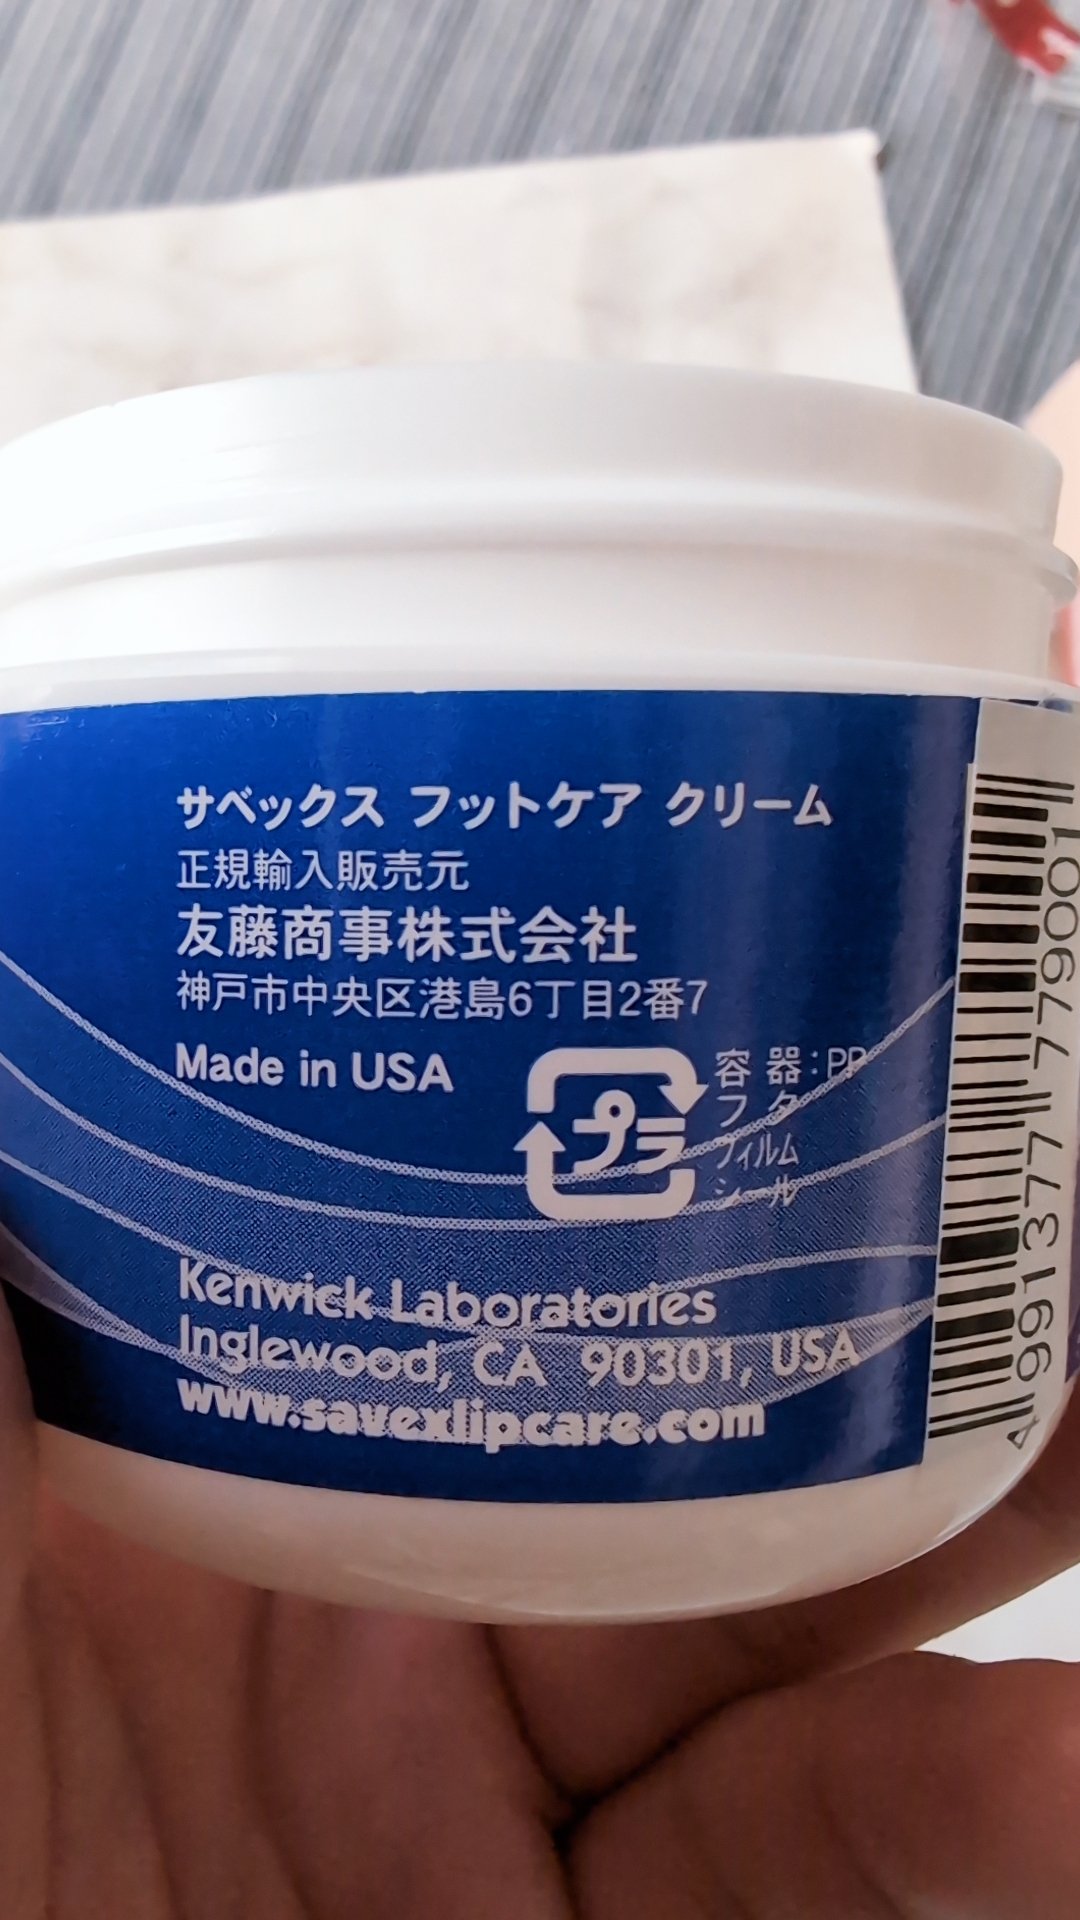 サベックス フットケア クリーム
正規輸入販売元
友藤商事株式会社
神戸市中央区港島6丁目2番7
Made in USA
プラ
容 器:PP
フ タ
フィルム
シール
Kenwick Laboratories
Inglewood, CA 90301, USA
www.savexlipcare.com
4 991377 779001